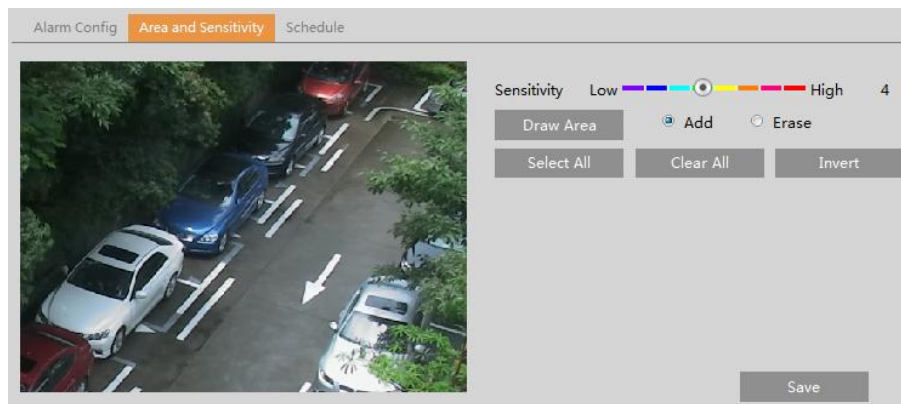 Alarm Config Area and Sensitivity Schedule
Sensitivity Low High 4
Draw Area Add Erase
Select All Clear All Invert
Save